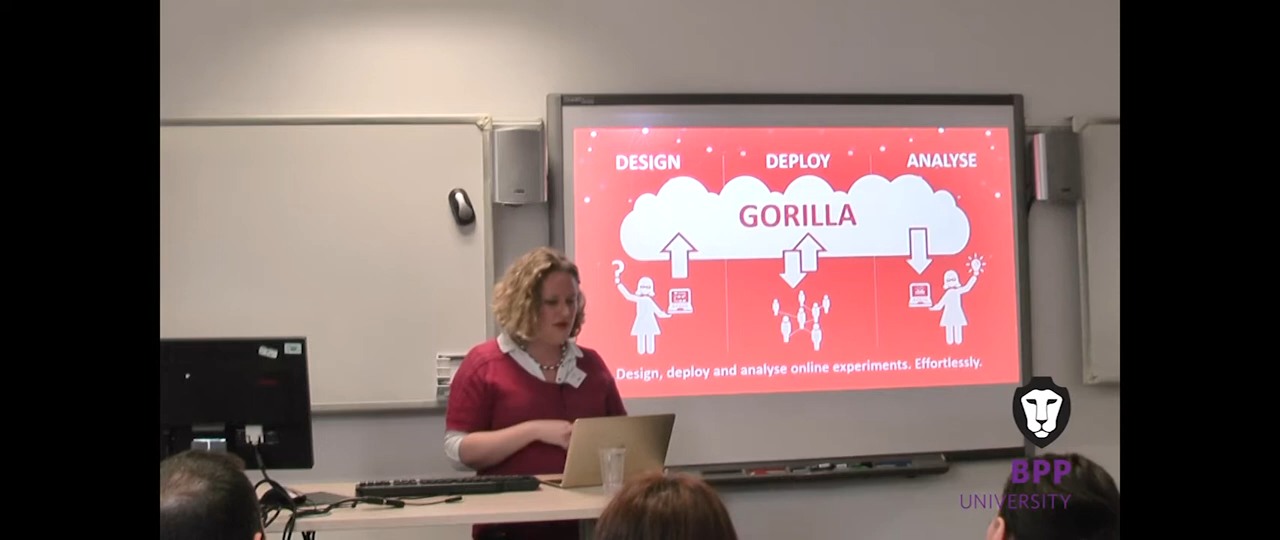 DESIGN
DEPLOY
ANALYSE
GORILLA
Design, deploy and analyse online experiments. Effortlessly.
BPP
UNIVERSITY